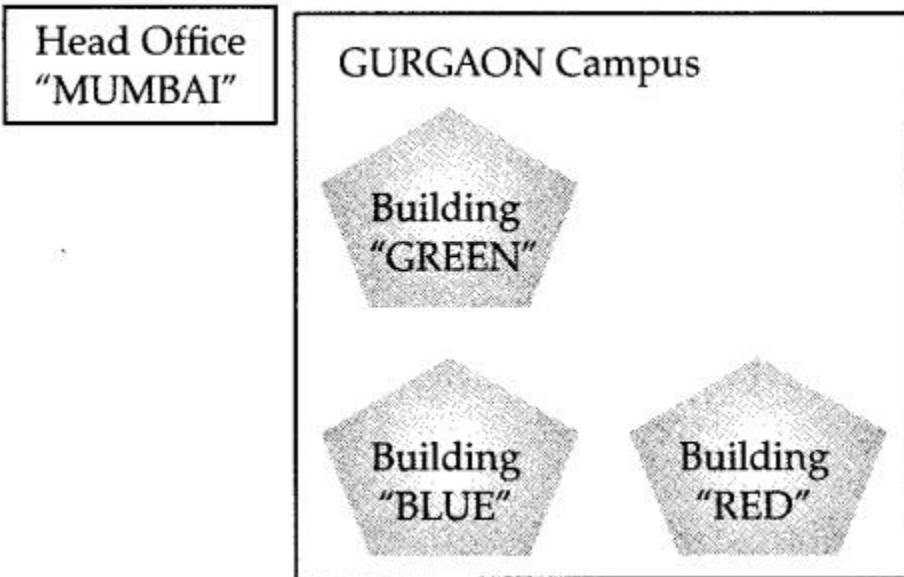 Head Office
"MUMBAI"
GURGAON Campus
Building
"GREEN"
Building
"BLUE"
Building
"RED"